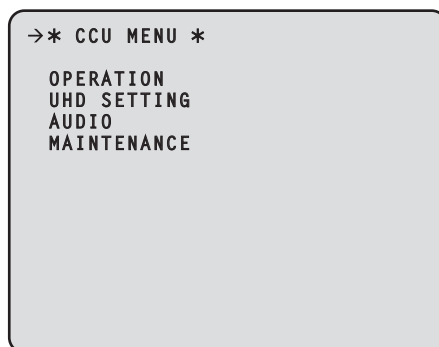 →* CCU MENU *
OPERATION
UHD SETTING
AUDIO
MAINTENANCE